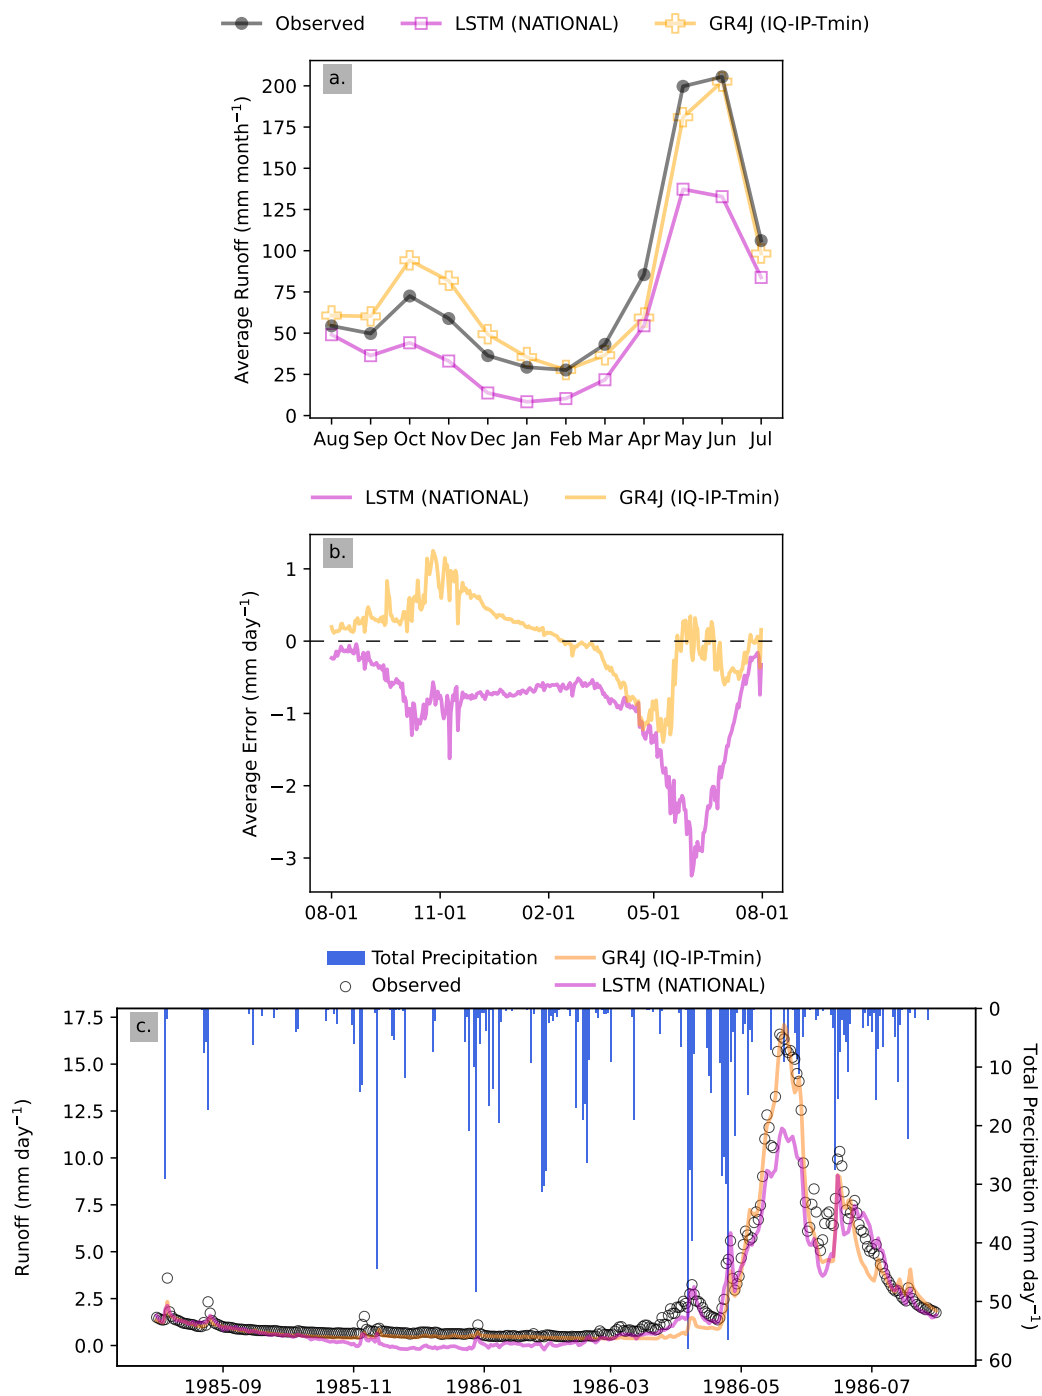 Observed LSTM (NATIONAL) GR4J (IQ-IP-Tmin)
a.
Average Runoff (mm month−1)
200
175
150
125
100
75
50
25
0
Aug Sep Oct Nov Dec Jan Feb Mar Apr May Jun Jul
LSTM (NATIONAL) GR4J (IQ-IP-Tmin)
b.
Average Error (mm day−1)
1
0
−1
−2
−3
08-01 11-01 02-01 05-01 08-01
Total Precipitation GR4J (IQ-IP-Tmin)
Observed LSTM (NATIONAL)
c.
Runoff (mm day−1)
17.5
15.0
12.5
10.0
7.5
5.0
2.5
0.0
0
10
20
30
40
50
60
Total Precipitation (mm day−1)
1985-09 1985-11 1986-01 1986-03 1986-05 1986-07